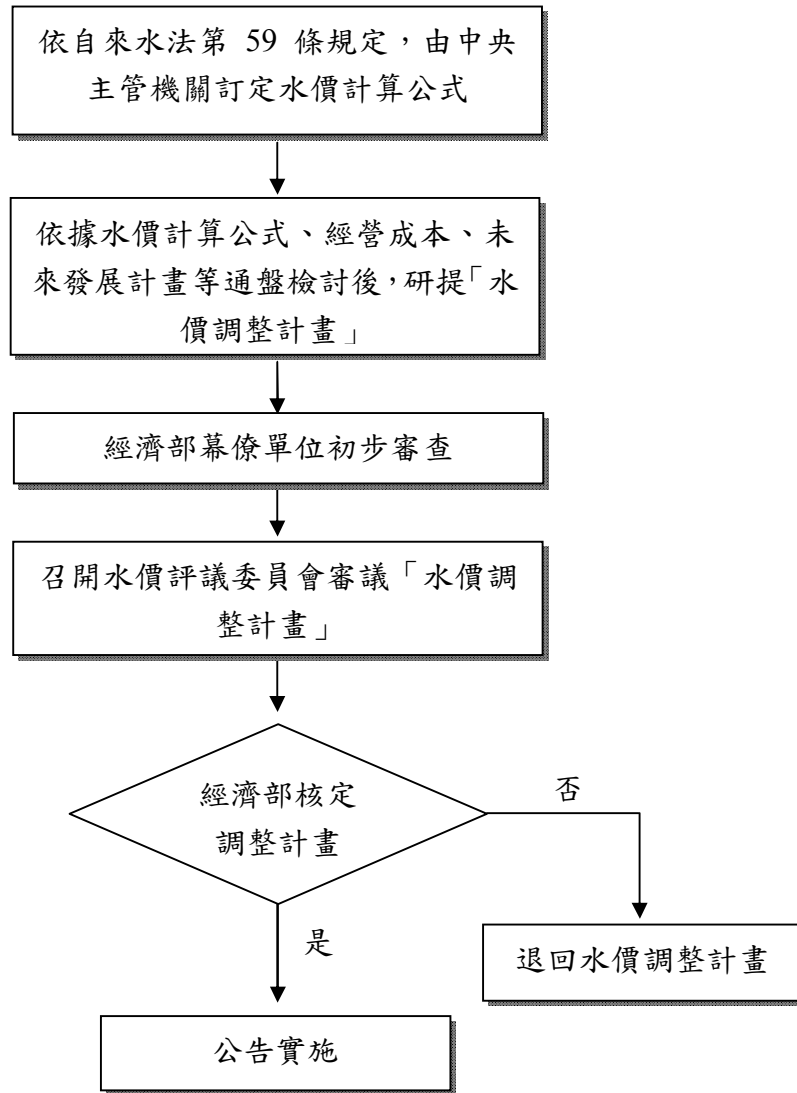 依自來水法第 59 條規定，由中央
主管機關訂定水價計算公式
依據水價計算公式、經營成本、未
來發展計畫等通盤檢討後，研提「水
價調整計畫」
經濟部幕僚單位初步審查
召開水價評議委員會審議「水價調
整計畫」
經濟部核定
調整計畫
否
是
退回水價調整計畫
公告實施